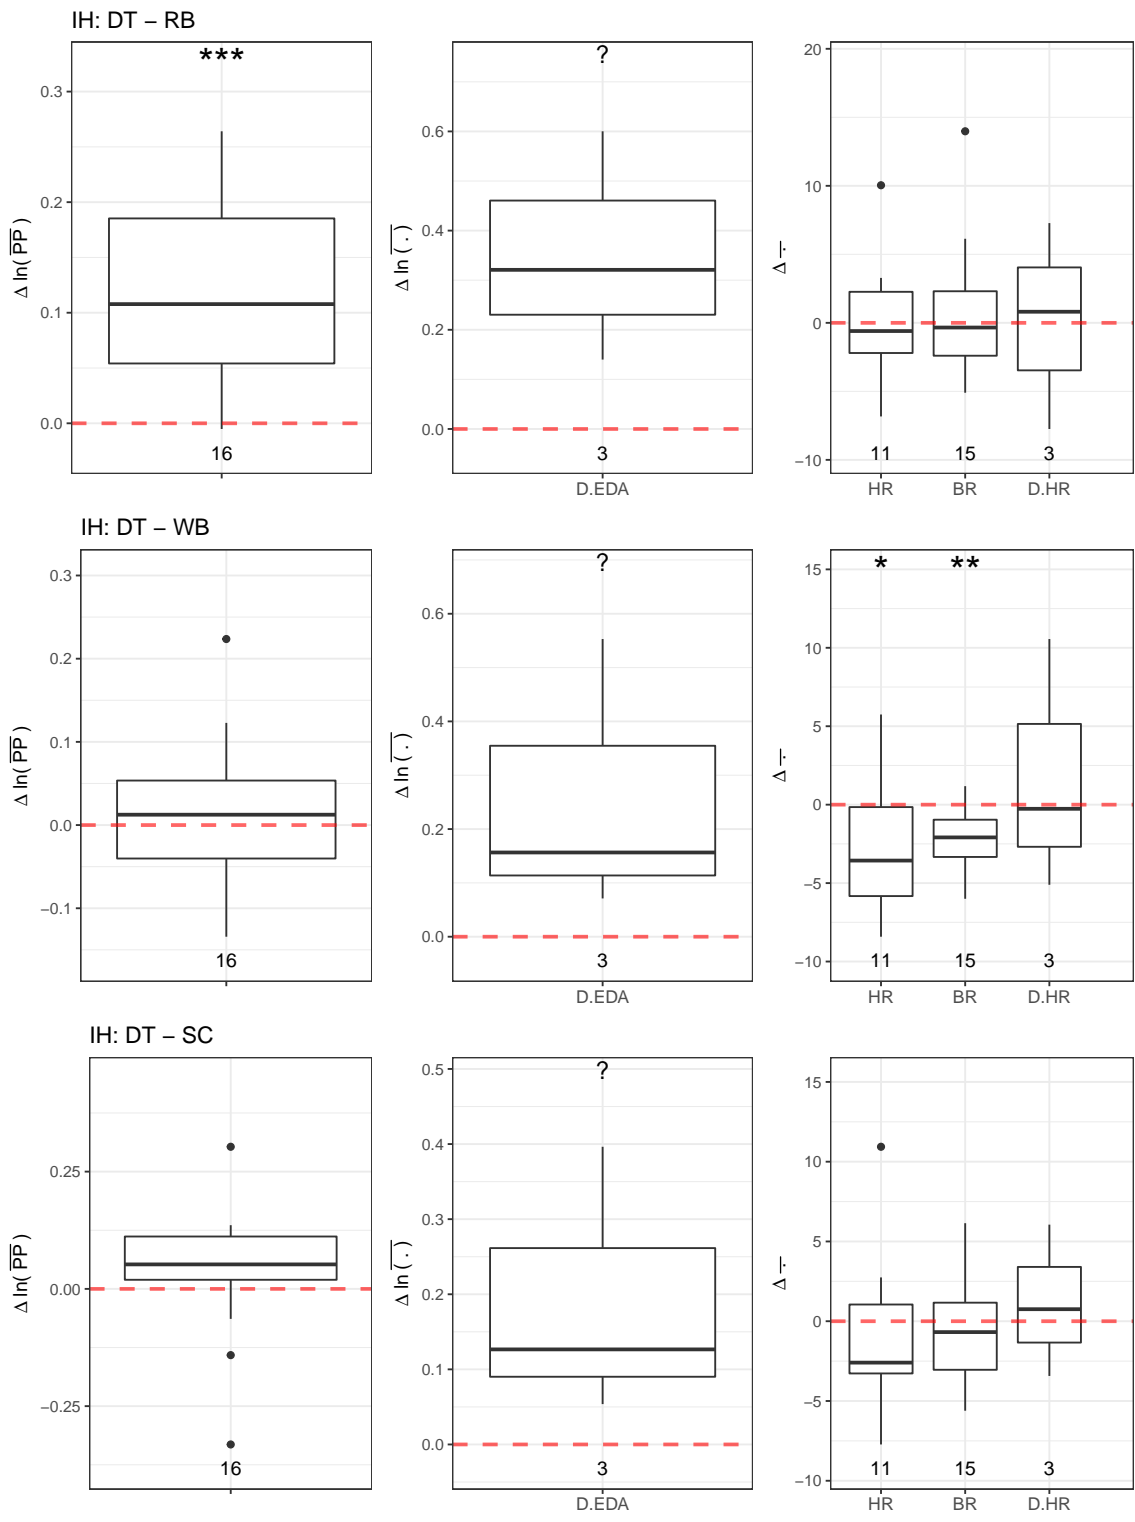 IH: DT – RB
***
0.3
0.2
0.1
0.0
Δ ln( P̅P̅ )
16
?
0.6
0.4
0.2
0.0
Δ ln ( . )
3
D.EDA
20
10
0
−10
Δ .
11 15 3
HR BR D.HR
IH: DT – WB
0.3
0.2
0.1
0.0
−0.1
Δ ln( P̅P̅ )
16
?
0.6
0.4
0.2
0.0
Δ ln ( . )
3
D.EDA
* **
15
10
5
0
−5
−10
Δ .
11 15 3
HR BR D.HR
IH: DT – SC
0.25
0.00
−0.25
Δ ln( P̅P̅ )
16
?
0.5
0.4
0.3
0.2
0.1
0.0
Δ ln ( . )
3
D.EDA
15
10
5
0
−5
−10
Δ .
11 15 3
HR BR D.HR